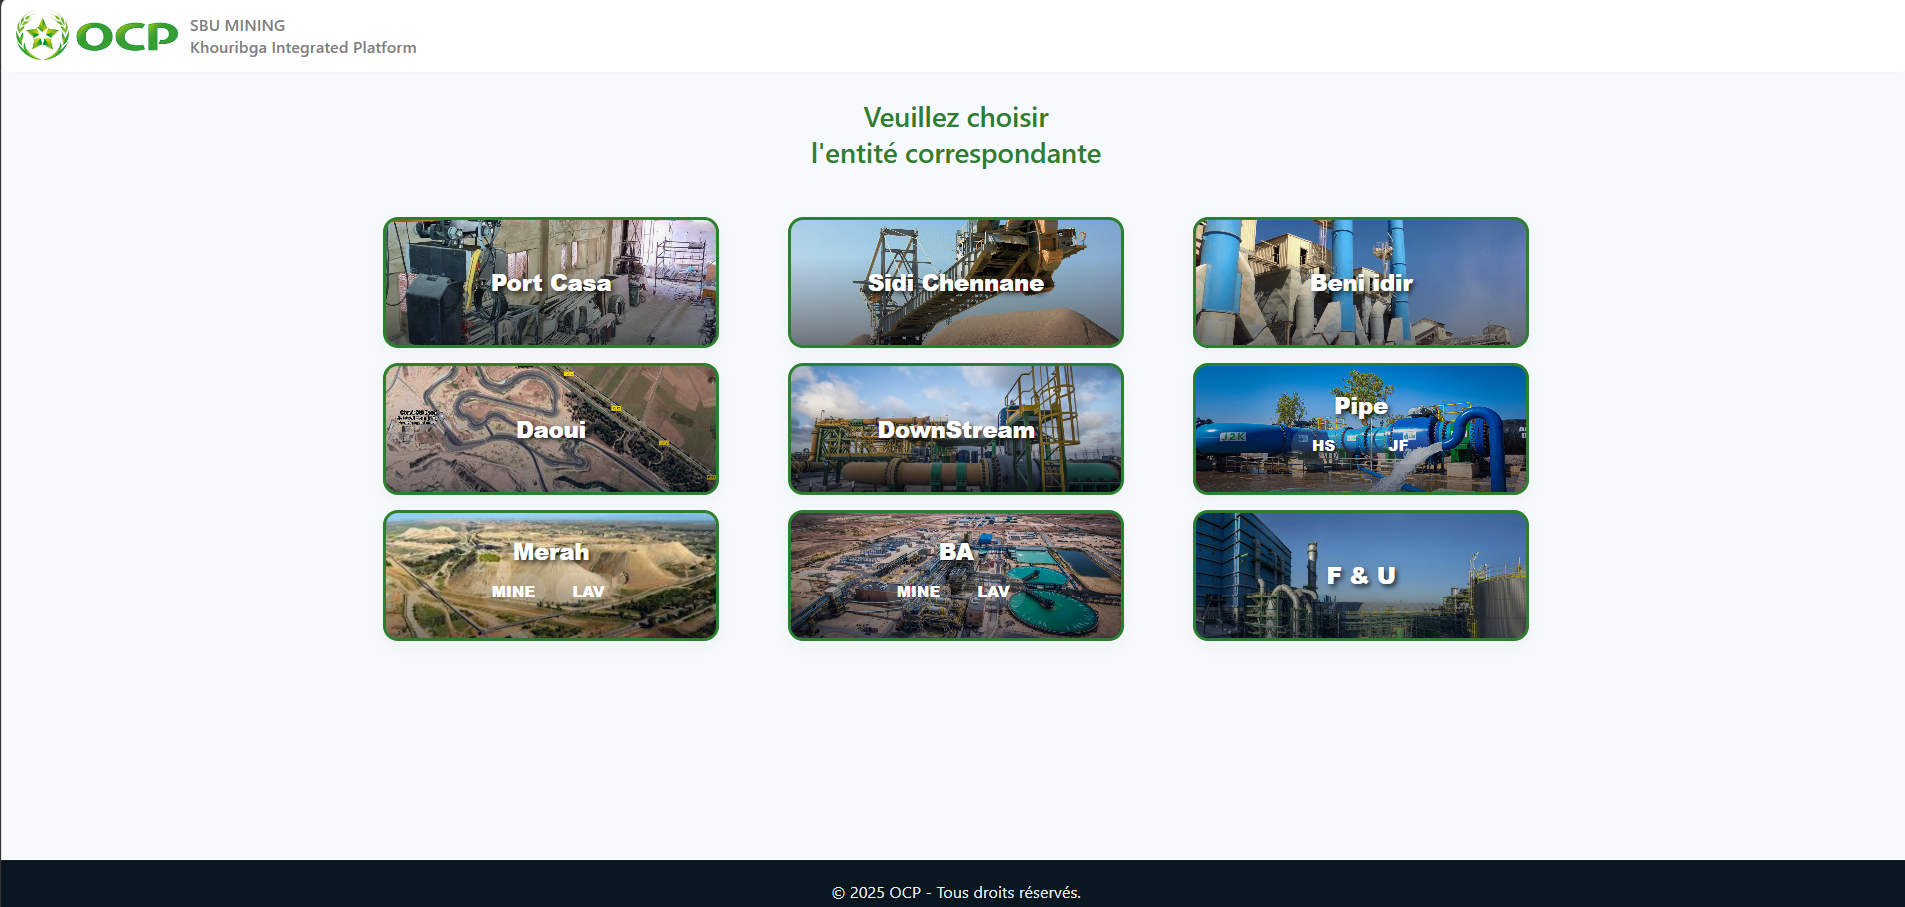 OCP
SBU MINING
Khouribga Integrated Platform
Veuillez choisir
l'entité correspondante
Port Casa
Sidi Chennane
Beni idir
Daoui
DownStream
Pipe
J2K
HS
JF
Merah
MINE
LAV
BA
MINE
LAV
F & U
© 2025 OCP - Tous droits réservés.